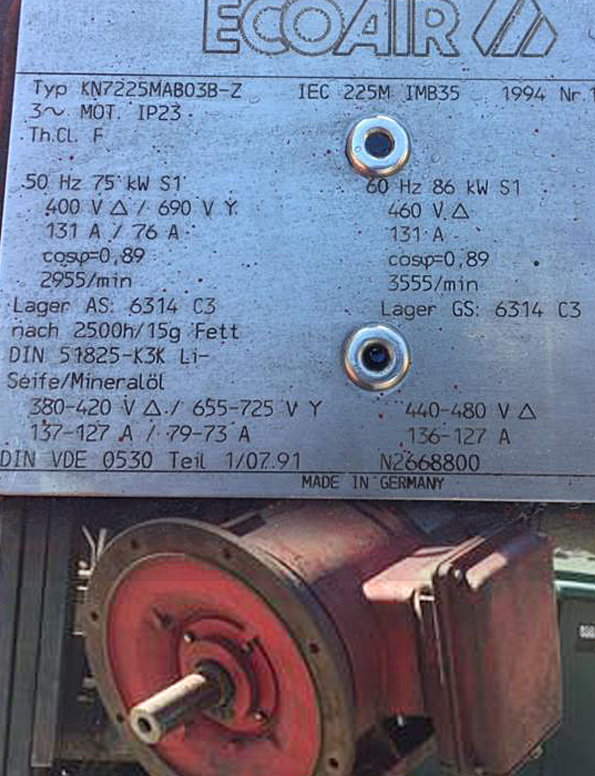 ECOAIR
Typ KN7225MAB03B-Z IEC 225M IMB35 1994 Nr.1
3~ MOT. IP23
Th.Cl. F
50 Hz 75 kW S1 60 Hz 86 kW S1
400 V Δ / 690 V Y 460 V Δ
131 A / 76 A 131 A
cosφ=0,89 cosφ=0,89
2955/min 3555/min
Lager AS: 6314 C3 Lager GS: 6314 C3
nach 2500h/15g Fett
DIN 51825-K3K Li-
Seife/Mineralöl
380-420 V Δ / 655-725 V Y 440-480 V Δ
137-127 A / 79-73 A 136-127 A
DIN VDE 0530 Teil 1/07.91 N2668800
MADE IN GERMANY